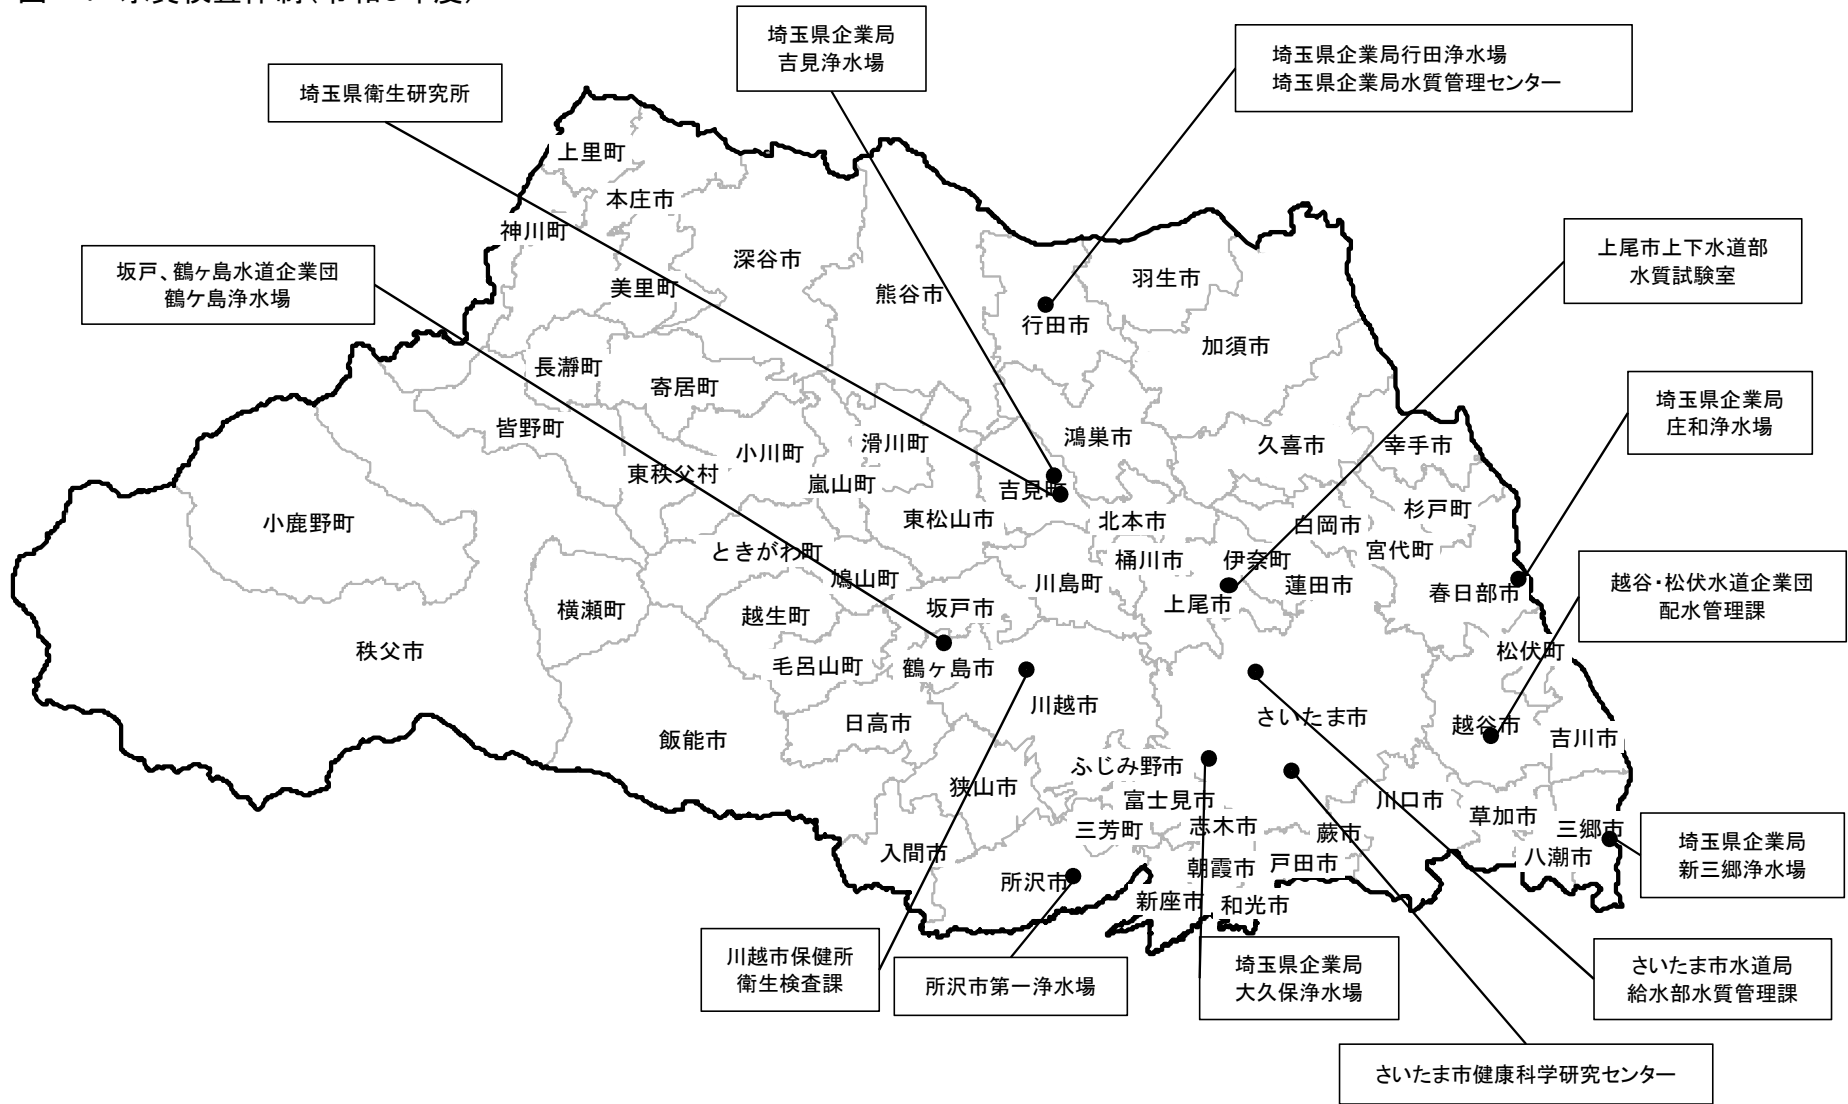 埼玉県企業局
吉見浄水場
埼玉県企業局行田浄水場
埼玉県企業局水質管理センター
埼玉県衛生研究所
上里町
本庄市
神川町
坂戸、鶴ヶ島水道企業団
鶴ケ島浄水場
深谷市
美里町
熊谷市
羽生市
上尾市上下水道部
水質試験室
行田市
加須市
長瀞町
寄居町
埼玉県企業局
庄和浄水場
皆野町
小川町
滑川町
鴻巣市
久喜市
幸手市
東秩父村
嵐山町
吉見町
小鹿野町
東松山市
北本市
白岡市
杉戸町
ときがわ町
宮代町
桶川市
伊奈町
鳩山町
川島町
蓮田市
春日部市
越谷・松伏水道企業団
配水管理課
横瀬町
越生町
坂戸市
上尾市
秩父市
毛呂山町
鶴ヶ島市
松伏町
川越市
さいたま市
日高市
飯能市
越谷市
吉川市
ふじみ野市
狭山市
富士見市
川口市
三芳町
志木市
蕨市
草加市
三郷市
入間市
朝霞市
戸田市
八潮市
埼玉県企業局
新三郷浄水場
所沢市
新座市
和光市
川越市保健所
衛生検査課
所沢市第一浄水場
埼玉県企業局
大久保浄水場
さいたま市水道局
給水部水質管理課
さいたま市健康科学研究センター